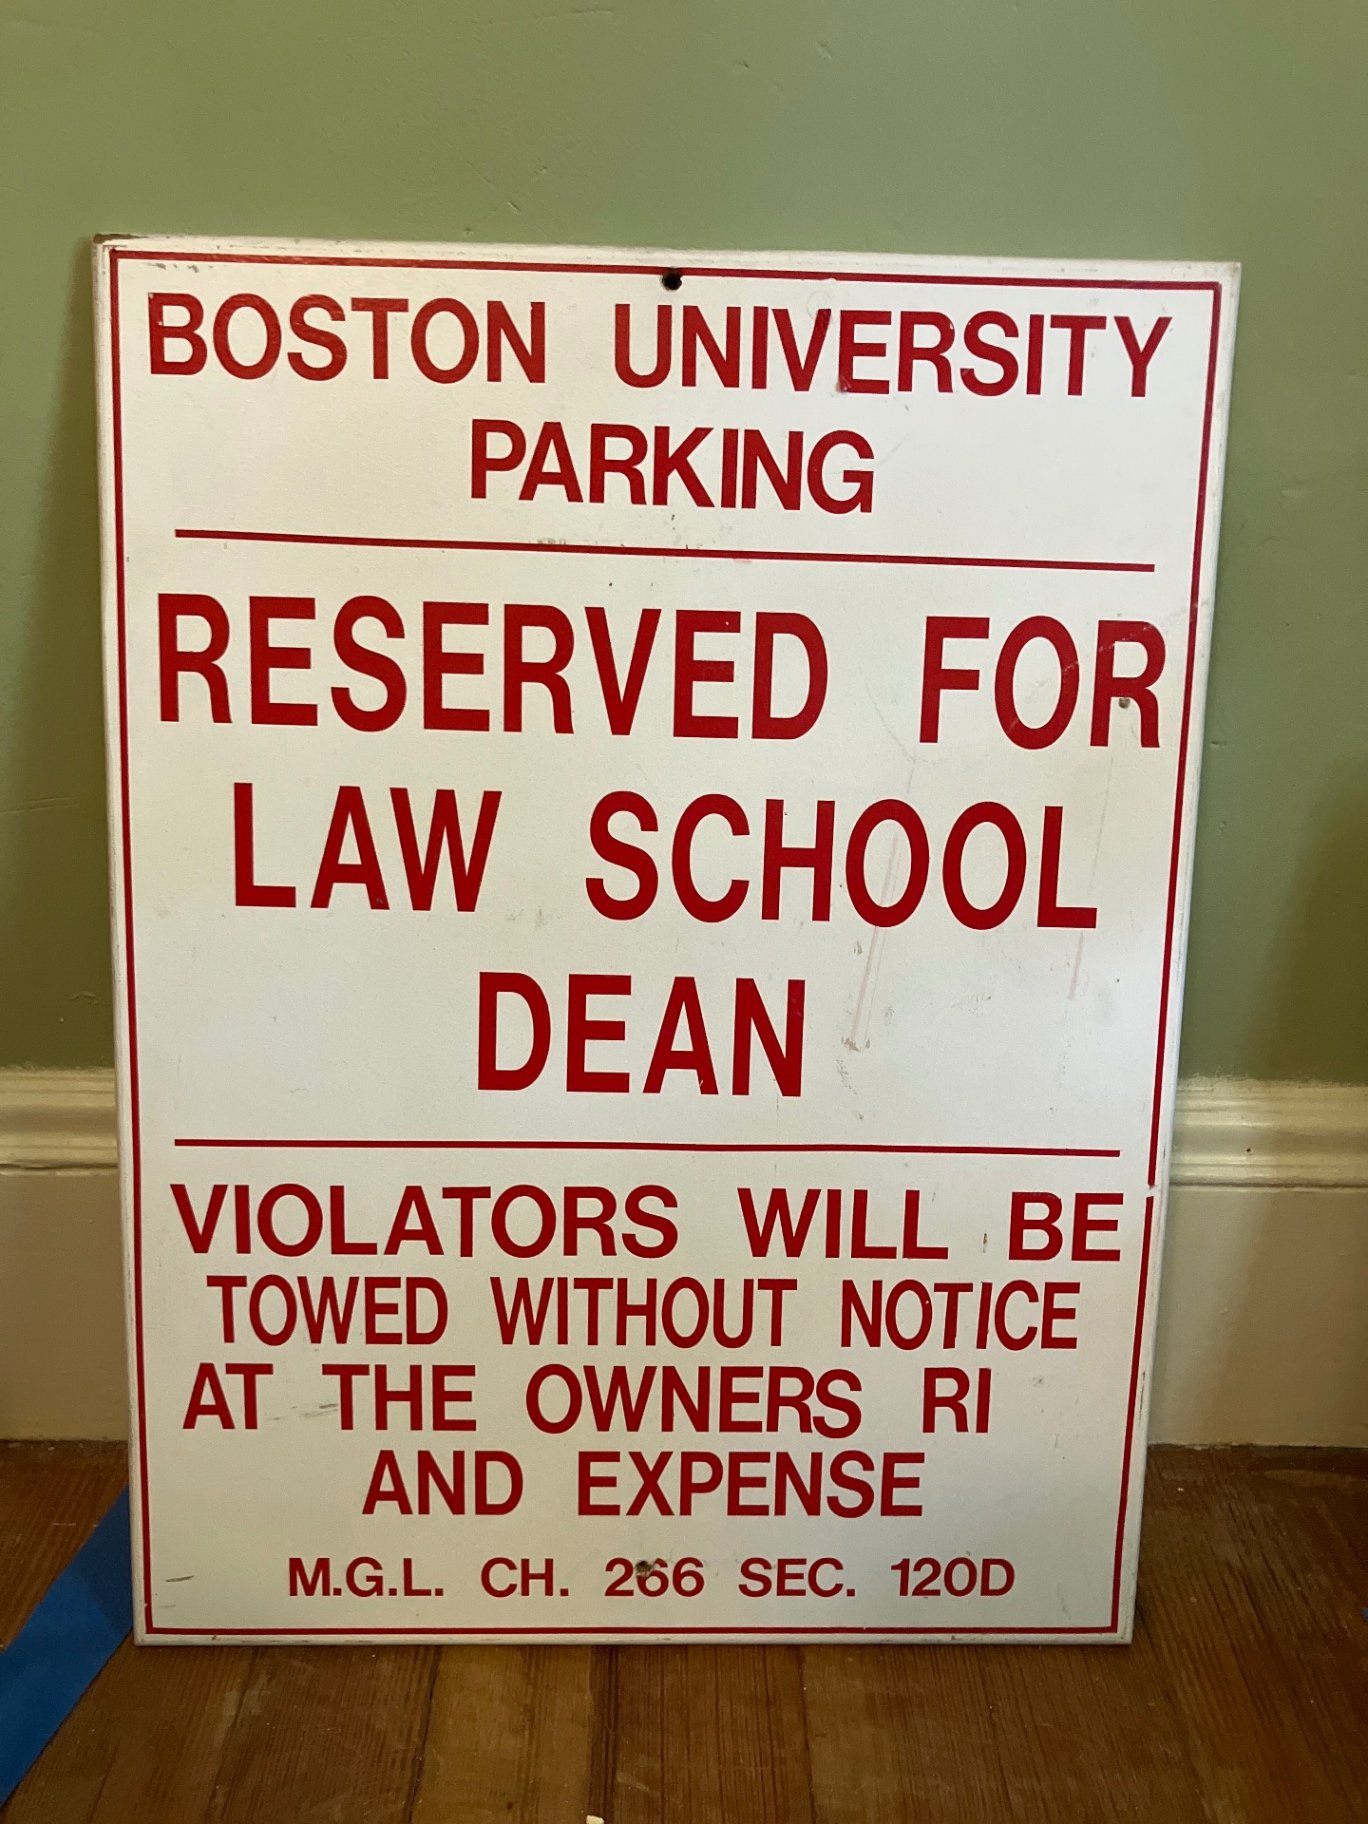 BOSTON UNIVERSITY
PARKING
RESERVED FOR
LAW SCHOOL
DEAN
VIOLATORS WILL BE
TOWED WITHOUT NOTICE
AT THE OWNERS RI
AND EXPENSE
M.G.L. CH. 266 SEC. 120D